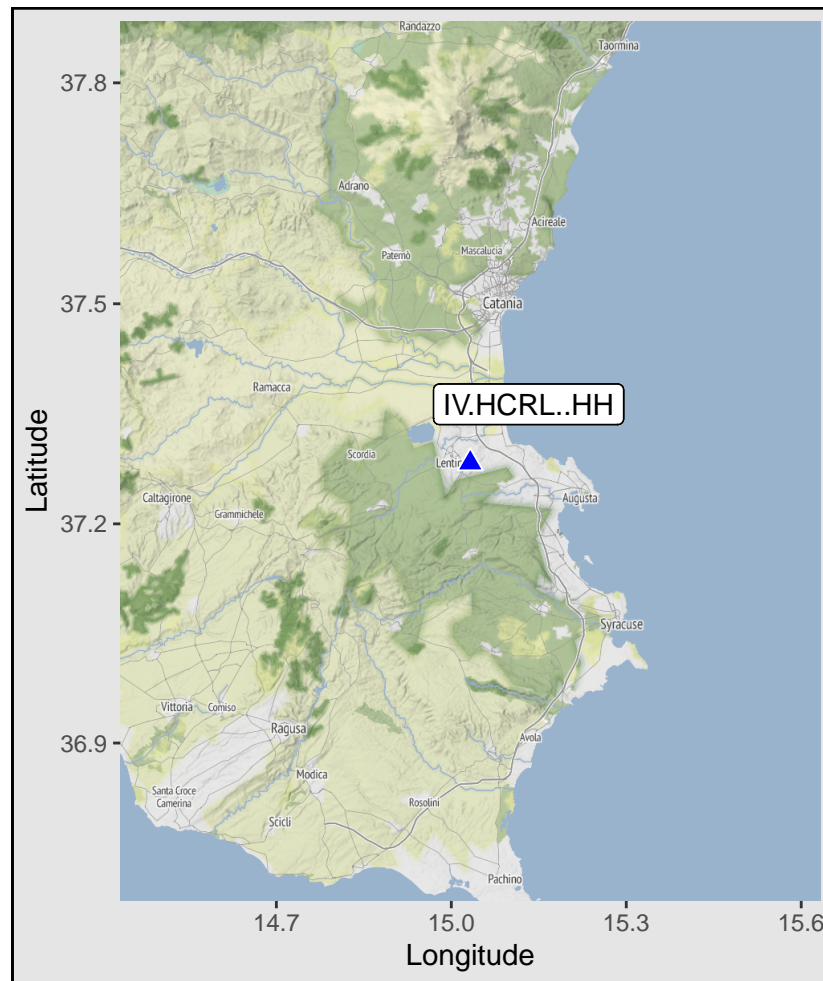 Randazzo
Taormina
37.8
Adrano
Acireale
Mascalucia
Paternò
37.5
Catania
Ramacca
IV.HCRL..HH
Scordia
Latitude
Caltagirone
Augusta
37.2
Grammichele
Syracuse
Vittoria
Comiso
Ragusa
36.9
Avola
Modica
Santa Croce
Camerina
Rosolini
Scicli
Pachino
14.7
15.0
15.3
15.6
Longitude